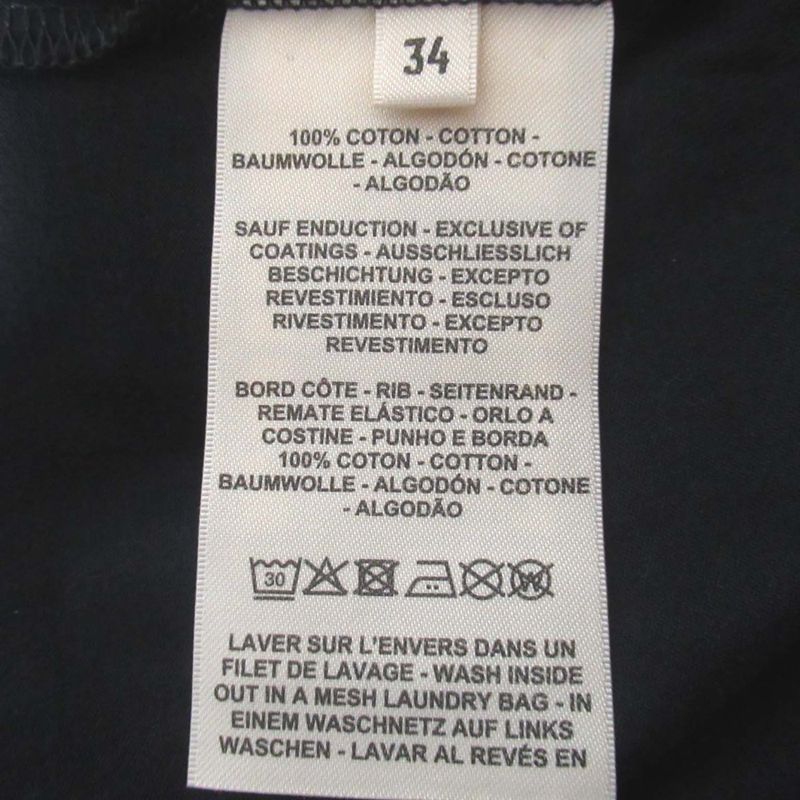 34
100% COTON - COTTON -
BAUMWOLLE - ALGODÓN - COTONE
- ALGODÃO
SAUF ENDUCTION - EXCLUSIVE OF
COATINGS - AUSSCHLIESSLICH
BESCHICHTUNG - EXCEPTO
REVESTIMIENTO - ESCLUSO
RIVESTIMENTO - EXCEPTO
REVESTIMENTO
BORD CÔTE - RIB - SEITENRAND -
REMATE ELÁSTICO - ORLO A
COSTINE - PUNHO E BORDA
100% COTON - COTTON -
BAUMWOLLE - ALGODÓN - COTONE
- ALGODÃO
30 W
LAVER SUR L'ENVERS DANS UN
FILET DE LAVAGE - WASH INSIDE
OUT IN A MESH LAUNDRY BAG - IN
EINEM WASCHNETZ AUF LINKS
WASCHEN - LAVAR AL REVÉS EN